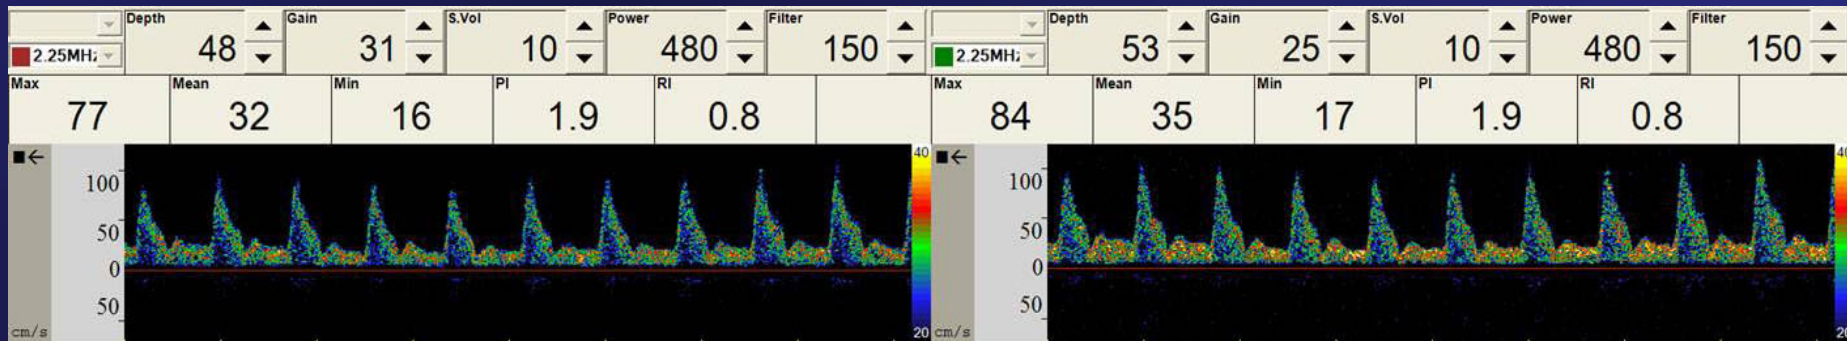 Depth Gain S.Vol Power Filter
2.25MHz 48 31 10 480 150
Max Mean Min PI RI
77 32 16 1.9 0.8
40
100
50
0
50
cm/s 20
Depth Gain S.Vol Power Filter
2.25MHz 53 25 10 480 150
Max Mean Min PI RI
84 35 17 1.9 0.8
40
100
50
0
50
cm/s 20